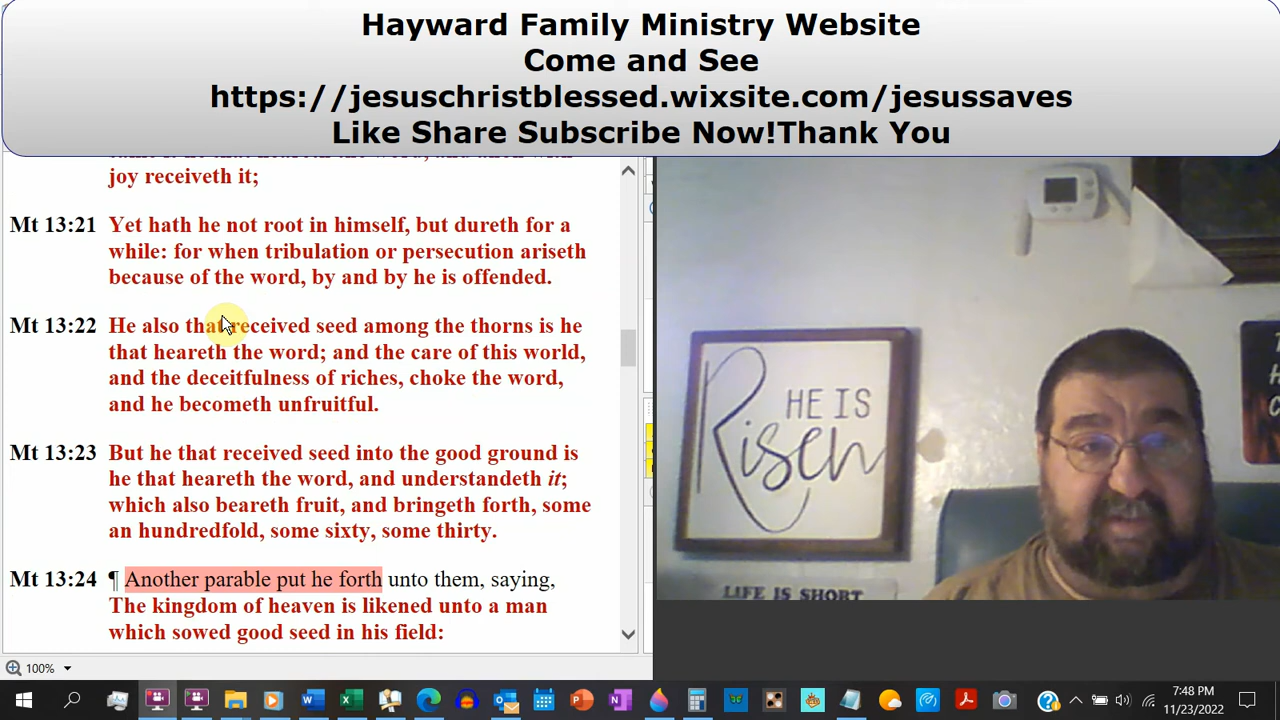 Hayward Family Ministry Website
Come and See
https://jesuschristblessed.wixsite.com/jesussaves
Like Share Subscribe Now!Thank You
joy receiveth it;
Mt 13:21 Yet hath he not root in himself, but dureth for a
while: for when tribulation or persecution ariseth
because of the word, by and by he is offended.
Mt 13:22 He also that received seed among the thorns is he
that heareth the word; and the care of this world,
and the deceitfulness of riches, choke the word,
and he becometh unfruitful.
Mt 13:23 But he that received seed into the good ground is
he that heareth the word, and understandeth it;
which also beareth fruit, and bringeth forth, some
an hundredfold, some sixty, some thirty.
Mt 13:24 ¶ Another parable put he forth unto them, saying,
The kingdom of heaven is likened unto a man
which sowed good seed in his field:
HE IS
Risen
LIFE IS SHORT
100%
7:48 PM
11/23/2022